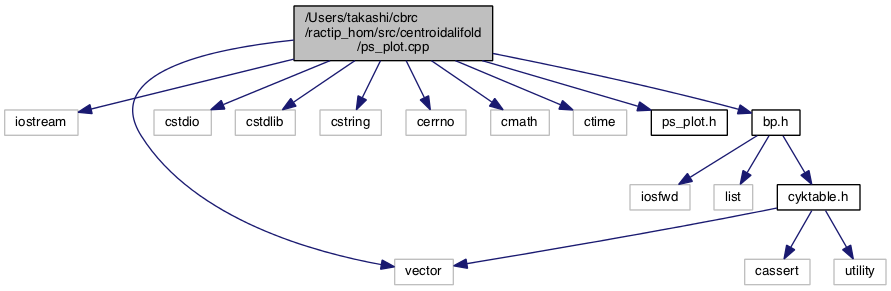 /Users/takashi/cbrc
/ractip_hom/src/centroidalifold
/ps_plot.cpp
iostream
cstdio
cstdlib
cstring
cerrno
cmath
ctime
ps_plot.h
bp.h
iosfwd
list
cyktable.h
vector
cassert
utility